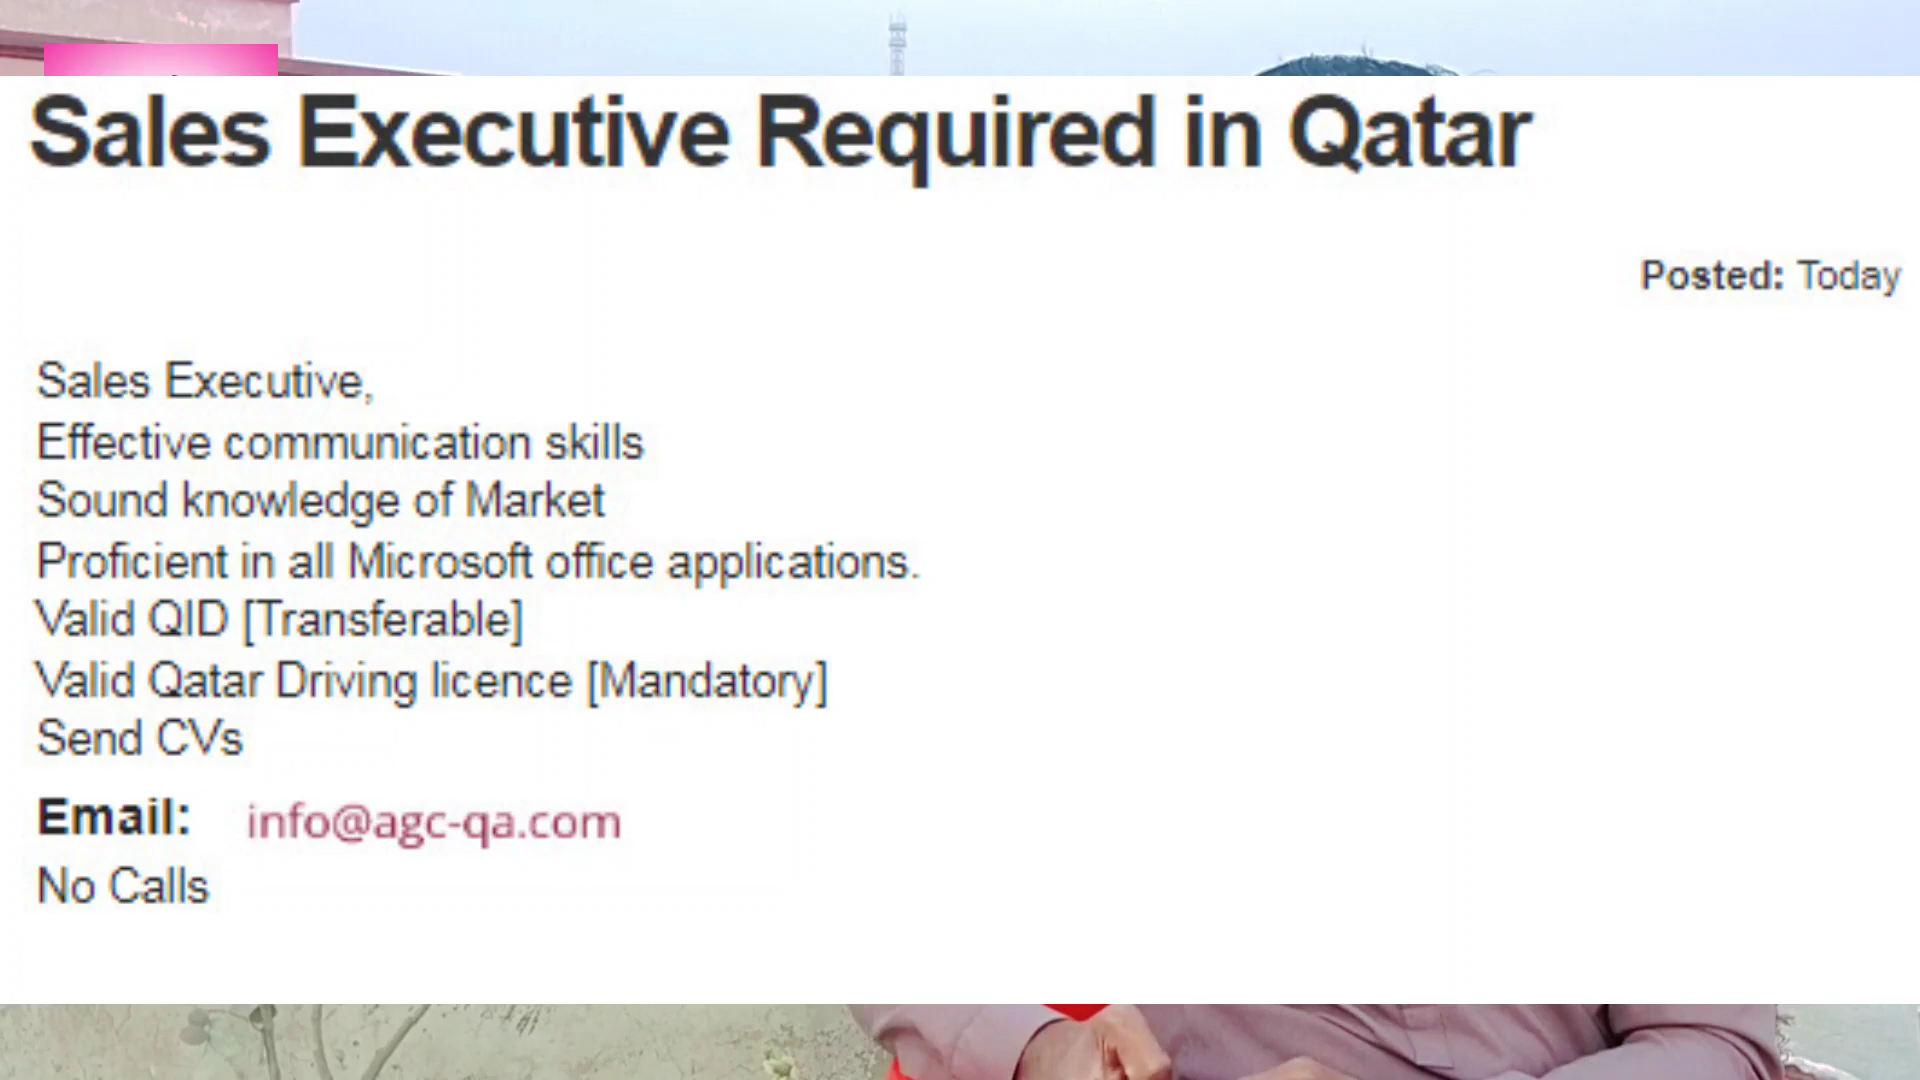 Sales Executive Required in Qatar
Posted: Today
Sales Executive,
Effective communication skills
Sound knowledge of Market
Proficient in all Microsoft office applications.
Valid QID [Transferable]
Valid Qatar Driving licence [Mandatory]
Send CVs
Email: info@agc-qa.com
No Calls